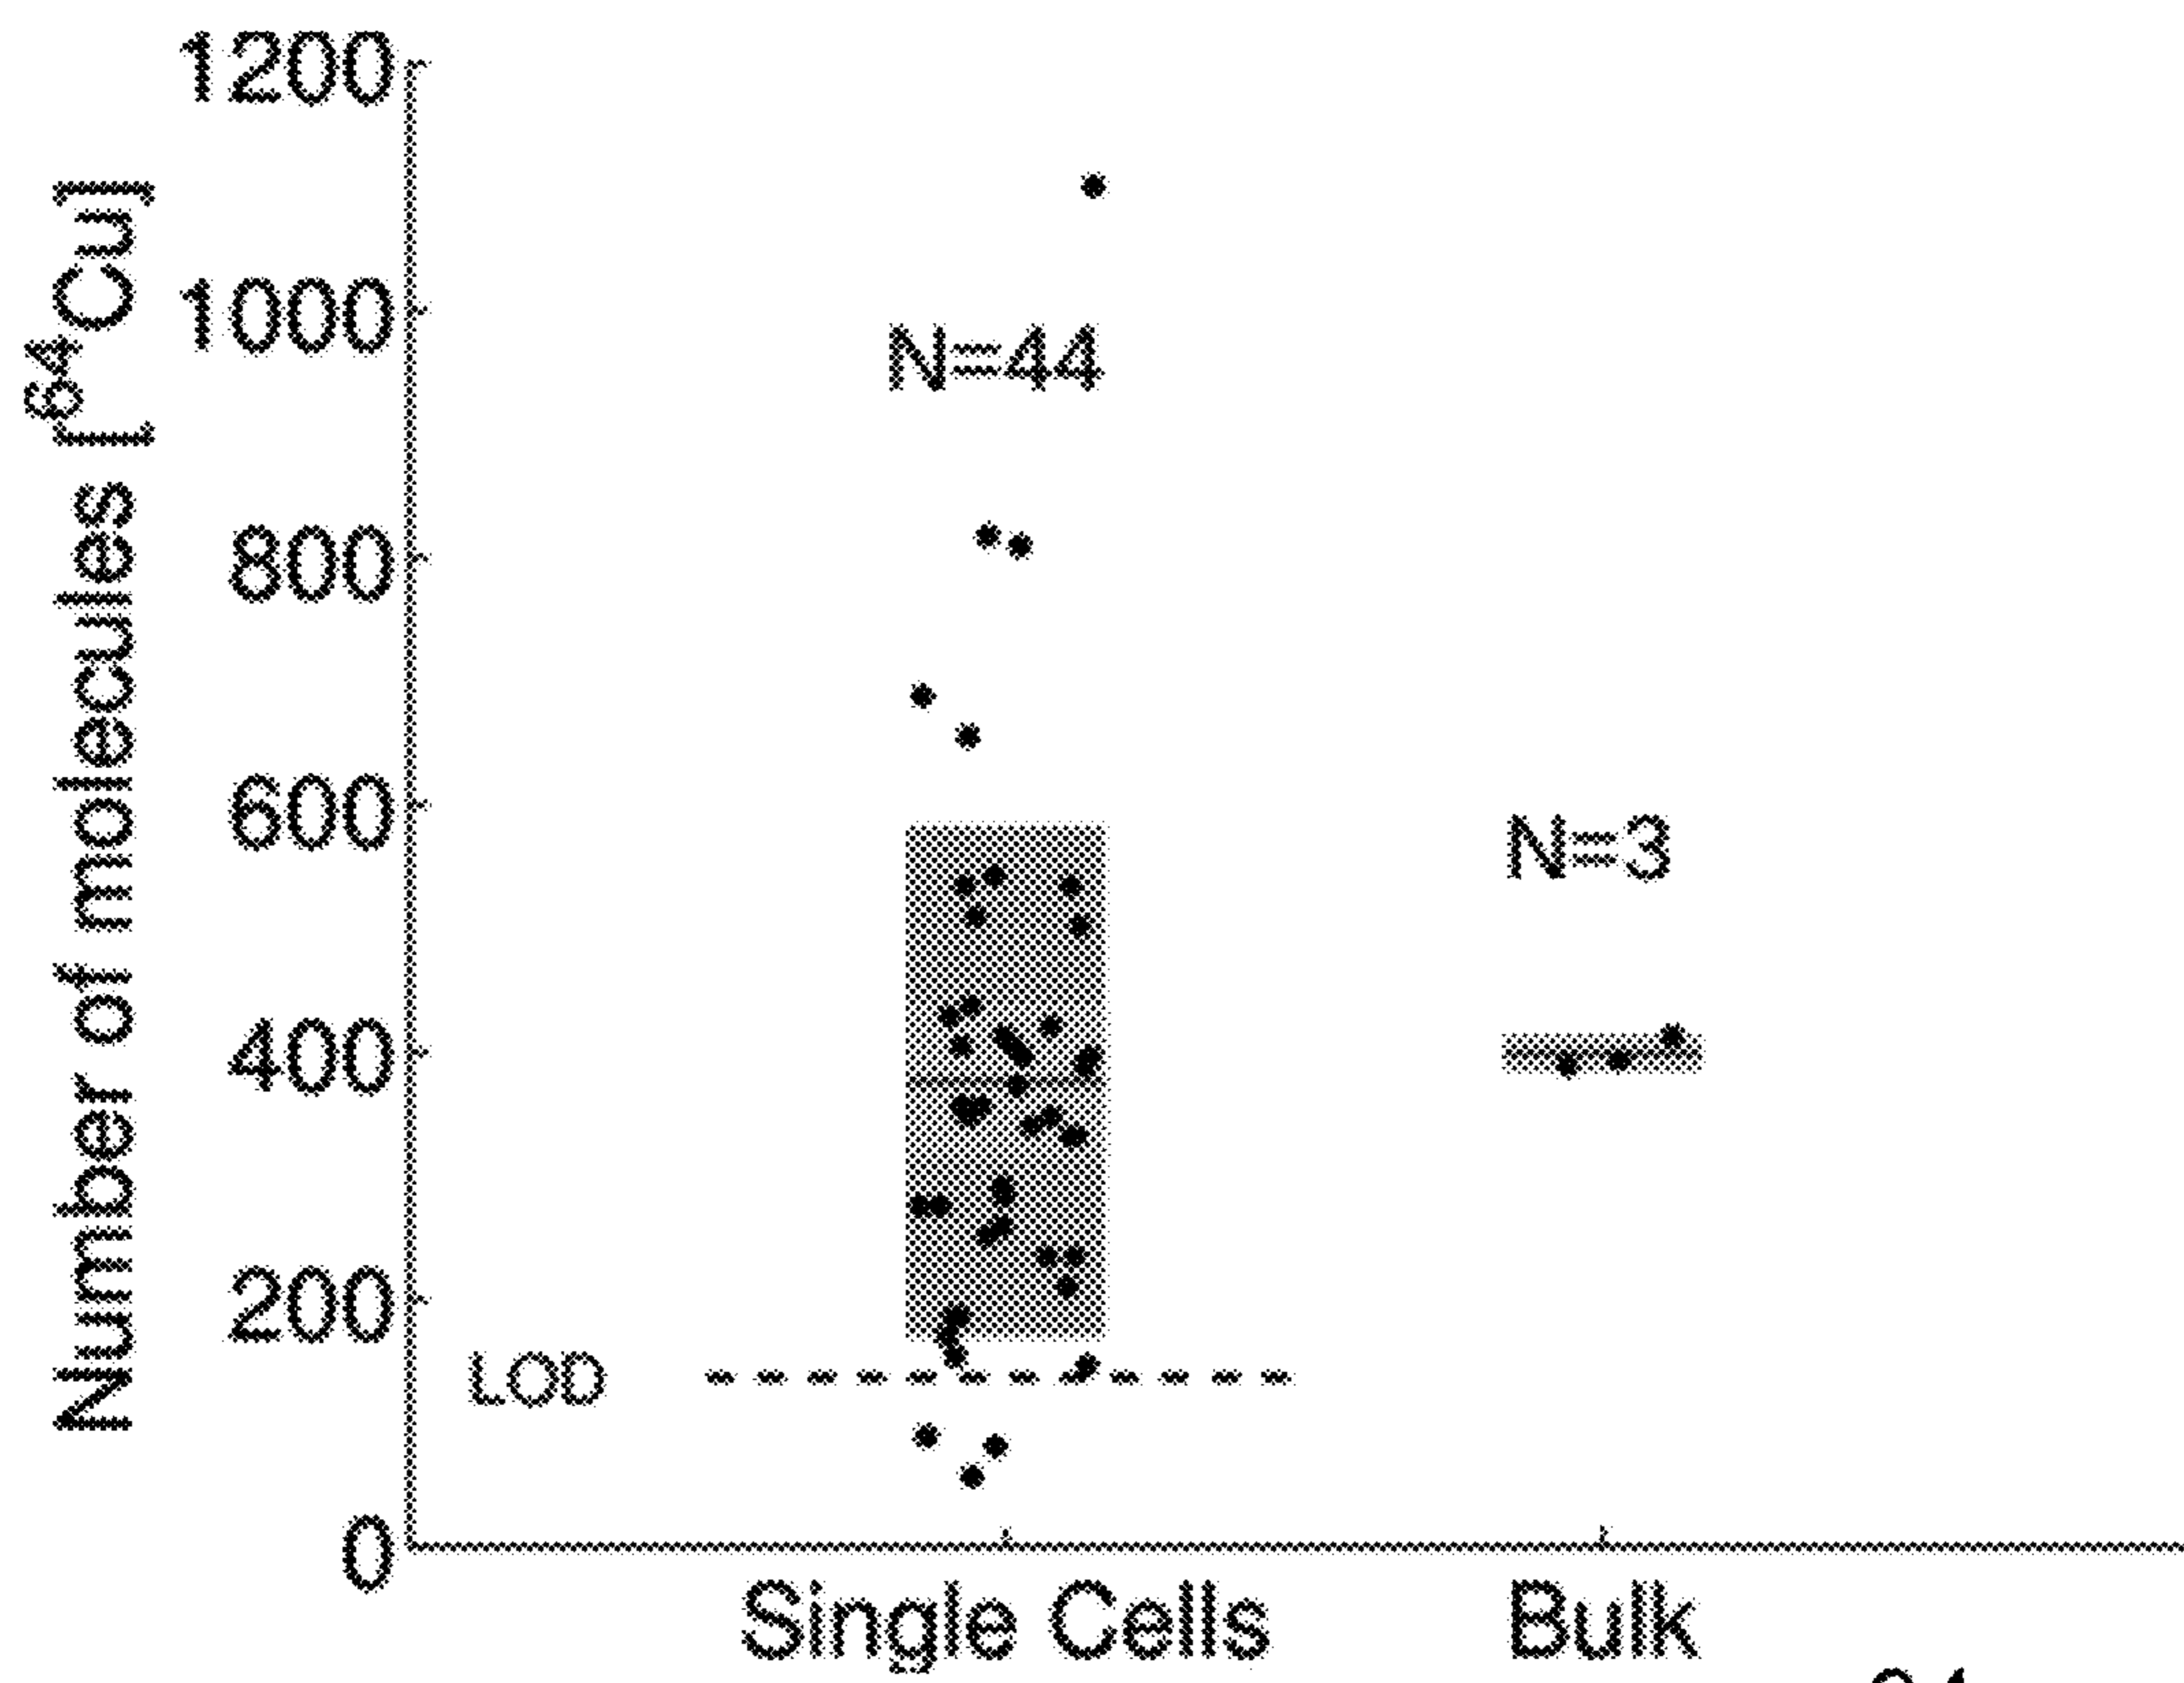 Number of molecules [⁶⁴Cu]
1200
1000
800
600
400
200
0
N=44
N=3
LOD
Single Cells
Bulk